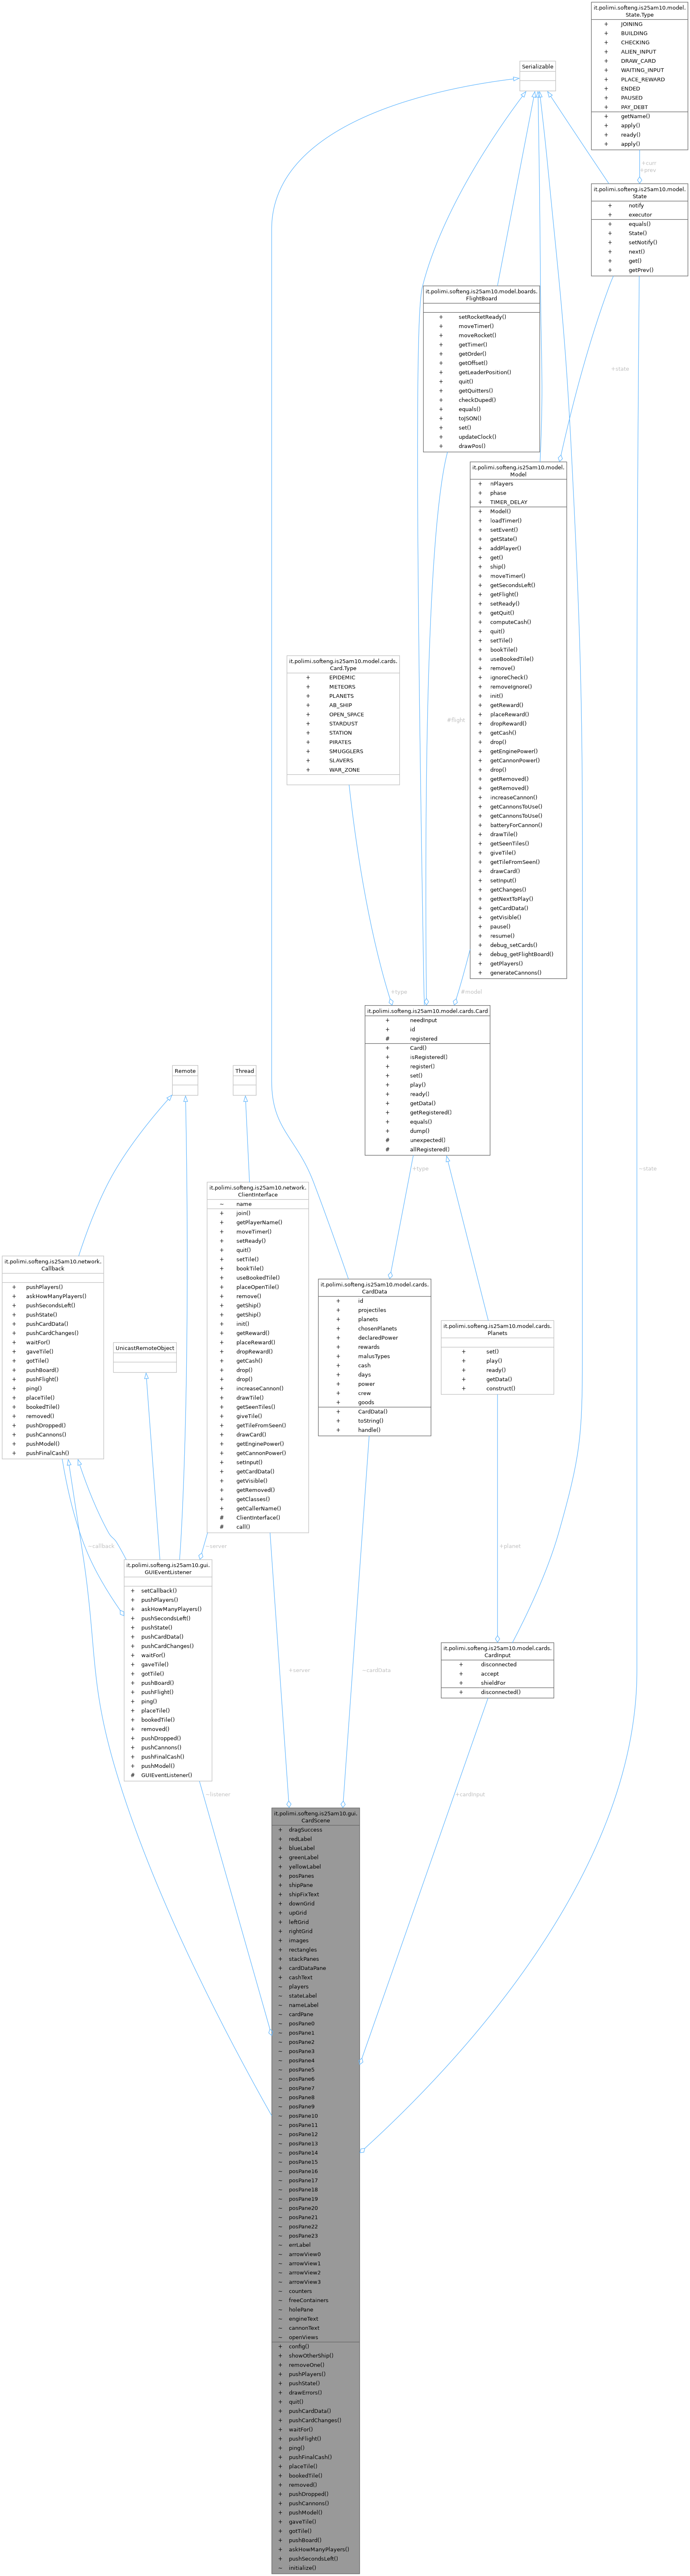 it.polimi.softeng.is25am10.model.
State.Type
+ JOINING
+ BUILDING
+ CHECKING
+ ALIEN_INPUT
+ DRAW_CARD
+ WAITING_INPUT
+ PLACE_REWARD
+ ENDED
+ PAUSED
+ PAY_DEBT
+ getName()
+ apply()
+ ready()
+ apply()
Serializable
+curr
+prev
it.polimi.softeng.is25am10.model.
State
+ notify
+ executor
+ equals()
+ State()
+ setNotify()
+ next()
+ get()
+ getPrev()
it.polimi.softeng.is25am10.model.boards.
FlightBoard
+ setRocketReady()
+ moveTimer()
+ moveRocket()
+ getTimer()
+ getOrder()
+ getOffset()
+ getLeaderPosition()
+ quit()
+ getQuitters()
+ checkDuped()
+ equals()
+ toJSON()
+ set()
+ updateClock()
+ drawPos()
+state
it.polimi.softeng.is25am10.model.
Model
+ nPlayers
+ phase
+ TIMER_DELAY
+ Model()
+ loadTimer()
+ setEvent()
+ getState()
+ addPlayer()
+ get()
+ ship()
+ moveTimer()
+ getSecondsLeft()
+ getFlight()
+ setReady()
+ getQuit()
+ computeCash()
+ quit()
+ setTile()
+ bookTile()
+ useBookedTile()
+ remove()
+ ignoreCheck()
+ removeIgnore()
+ init()
+ getReward()
+ placeReward()
+ dropReward()
+ getCash()
+ drop()
+ getEnginePower()
+ getCannonPower()
+ drop()
+ getRemoved()
+ getRemoved()
+ increaseCannon()
+ getCannonsToUse()
+ getCannonsToUse()
+ batteryForCannon()
+ drawTile()
+ getSeenTiles()
+ giveTile()
+ getTileFromSeen()
+ drawCard()
+ setInput()
+ getChanges()
+ getNextToPlay()
+ getCardData()
+ getVisible()
+ pause()
+ resume()
+ debug_setCards()
+ debug_getFlightBoard()
+ getPlayers()
+ generateCannons()
it.polimi.softeng.is25am10.model.cards.
Card.Type
+ EPIDEMIC
+ METEORS
+ PLANETS
+ AB_SHIP
+ OPEN_SPACE
+ STARDUST
+ STATION
+ PIRATES
+ SMUGGLERS
+ SLAVERS
+ WAR_ZONE
#flight
+type
#model
it.polimi.softeng.is25am10.model.cards.Card
+ needInput
+ id
# registered
+ Card()
+ isRegistered()
+ register()
+ set()
+ play()
+ ready()
+ getData()
+ getRegistered()
+ equals()
+ dump()
# unexpected()
# allRegistered()
Remote
Thread
+type
~state
it.polimi.softeng.is25am10.network.
ClientInterface
~ name
+ join()
+ getPlayerName()
+ moveTimer()
+ setReady()
+ quit()
+ setTile()
+ bookTile()
+ useBookedTile()
+ placeOpenTile()
+ remove()
+ getShip()
+ getShip()
+ init()
+ getReward()
+ placeReward()
+ dropReward()
+ getCash()
+ drop()
+ drop()
+ increaseCannon()
+ drawTile()
+ getSeenTiles()
+ giveTile()
+ getTileFromSeen()
+ drawCard()
+ getEnginePower()
+ getCannonPower()
+ setInput()
+ getCardData()
+ getVisible()
+ getRemoved()
+ getClasses()
+ getCallerName()
# ClientInterface()
# call()
it.polimi.softeng.is25am10.network.
Callback
+ pushPlayers()
+ askHowManyPlayers()
+ pushSecondsLeft()
+ pushState()
+ pushCardData()
+ pushCardChanges()
+ waitFor()
+ gaveTile()
+ gotTile()
+ pushBoard()
+ pushFlight()
+ ping()
+ placeTile()
+ bookedTile()
+ removed()
+ pushDropped()
+ pushCannons()
+ pushModel()
+ pushFinalCash()
UnicastRemoteObject
it.polimi.softeng.is25am10.model.cards.
CardData
+ id
+ projectiles
+ planets
+ chosenPlanets
+ declaredPower
+ rewards
+ malusTypes
+ cash
+ days
+ power
+ crew
+ goods
+ CardData()
+ toString()
+ handle()
it.polimi.softeng.is25am10.model.cards.
Planets
+ set()
+ play()
+ ready()
+ getData()
+ construct()
~callback
~server
+planet
it.polimi.softeng.is25am10.gui.
GUIEventListener
+ setCallback()
+ pushPlayers()
+ askHowManyPlayers()
+ pushSecondsLeft()
+ pushState()
+ pushCardData()
+ pushCardChanges()
+ waitFor()
+ gaveTile()
+ gotTile()
+ pushBoard()
+ pushFlight()
+ ping()
+ placeTile()
+ bookedTile()
+ removed()
+ pushDropped()
+ pushCannons()
+ pushFinalCash()
+ pushModel()
# GUIEventListener()
+server
~cardData
it.polimi.softeng.is25am10.model.cards.
CardInput
+ disconnected
+ accept
+ shieldFor
+ disconnected()
~listener
+cardInput
it.polimi.softeng.is25am10.gui.
CardScene
+ dragSuccess
+ redLabel
+ blueLabel
+ greenLabel
+ yellowLabel
+ posPanes
+ shipPane
+ shipFixText
+ downGrid
+ upGrid
+ leftGrid
+ rightGrid
+ images
+ rectangles
+ stackPanes
+ cardDataPane
+ cashText
~ players
~ stateLabel
~ nameLabel
~ cardPane
~ posPane0
~ posPane1
~ posPane2
~ posPane3
~ posPane4
~ posPane5
~ posPane6
~ posPane7
~ posPane8
~ posPane9
~ posPane10
~ posPane11
~ posPane12
~ posPane13
~ posPane14
~ posPane15
~ posPane16
~ posPane17
~ posPane18
~ posPane19
~ posPane20
~ posPane21
~ posPane22
~ posPane23
~ errLabel
~ arrowView0
~ arrowView1
~ arrowView2
~ arrowView3
~ counters
~ freeContainers
~ holePane
~ engineText
~ cannonText
~ openViews
+ config()
+ showOtherShip()
+ removeOne()
+ pushPlayers()
+ pushState()
+ drawErrors()
+ quit()
+ pushCardData()
+ pushCardChanges()
+ waitFor()
+ pushFlight()
+ ping()
+ pushFinalCash()
+ placeTile()
+ bookedTile()
+ removed()
+ pushDropped()
+ pushCannons()
+ pushModel()
+ gaveTile()
+ gotTile()
+ pushBoard()
+ askHowManyPlayers()
+ pushSecondsLeft()
~ initialize()